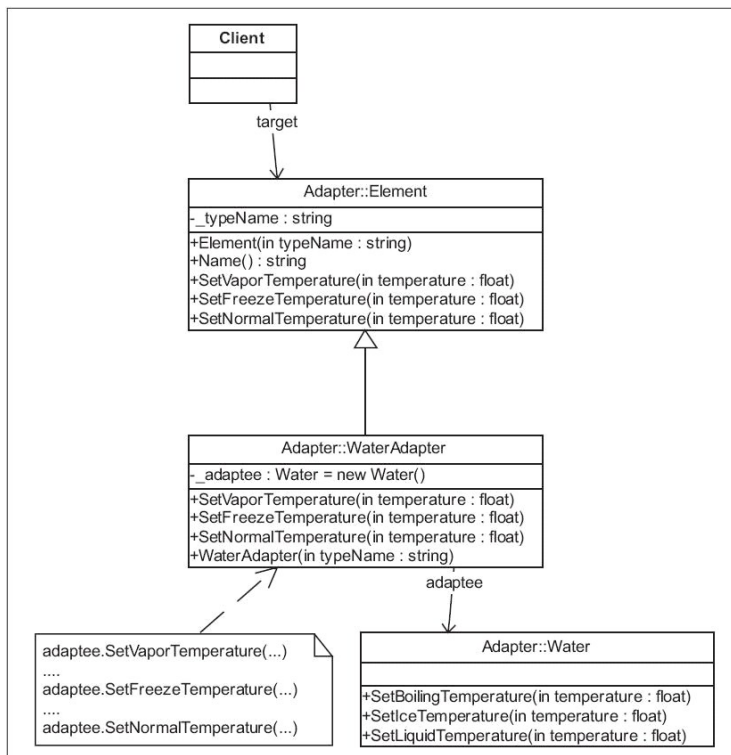 Client
target
Adapter::Element
-_typeName : string
+Element(in typeName : string)
+Name() : string
+SetVaporTemperature(in temperature : float)
+SetFreezeTemperature(in temperature : float)
+SetNormalTemperature(in temperature : float)
Adapter::WaterAdapter
-_adaptee : Water = new Water()
+SetVaporTemperature(in temperature : float)
+SetFreezeTemperature(in temperature : float)
+SetNormalTemperature(in temperature : float)
+WaterAdapter(in typeName : string)
adaptee
adaptee.SetVaporTemperature(...)
....
adaptee.SetFreezeTemperature(...)
....
adaptee.SetNormalTemperature(...)
Adapter::Water
+SetBoilingTemperature(in temperature : float)
+SetIceTemperature(in temperature : float)
+SetLiquidTemperature(in temperature : float)